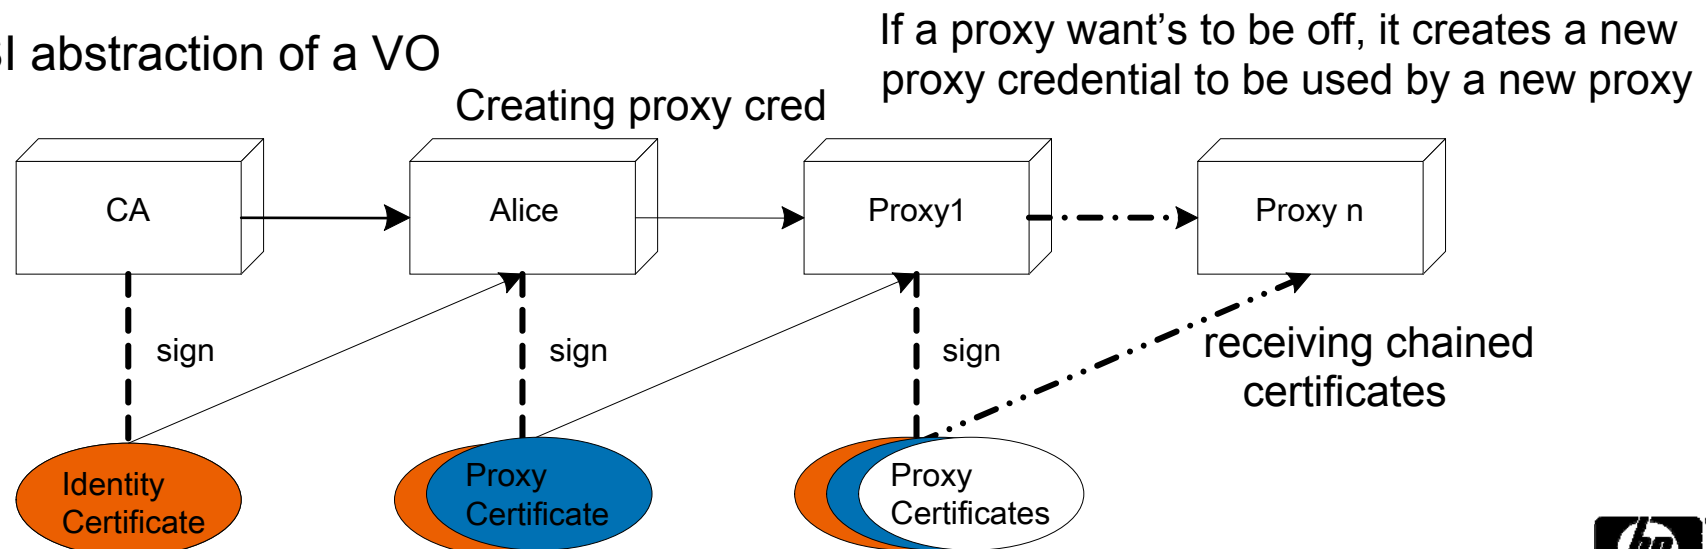 I abstraction of a VO
If a proxy want's to be off, it creates a new
proxy credential to be used by a new proxy
Creating proxy cred
CA
Alice
Proxy1
Proxy n
sign
sign
sign
receiving chained
certificates
Identity
Certificate
Proxy
Certificate
Proxy
Certificates
hp